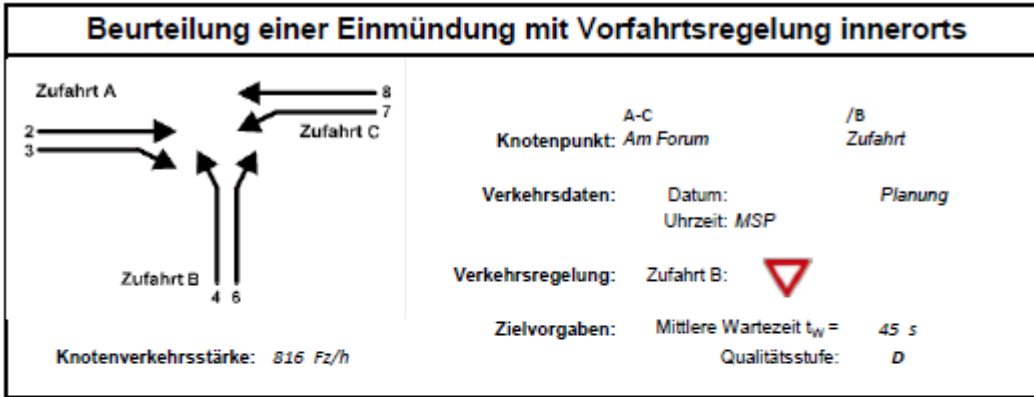 Beurteilung einer Einmündung mit Vorfahrtsregelung innerorts
Zufahrt A
8
7
Zufahrt C
2
3
Zufahrt B
4 6
Knotenverkehrsstärke: 816 Fz/h
A-C /B
Knotenpunkt: Am Forum Zufahrt
Verkehrsdaten: Datum: Planung
Uhrzeit: MSP
Verkehrsregelung: Zufahrt B:
Zielvorgaben: Mittlere Wartezeit tW = 45 s
Qualitätsstufe: D